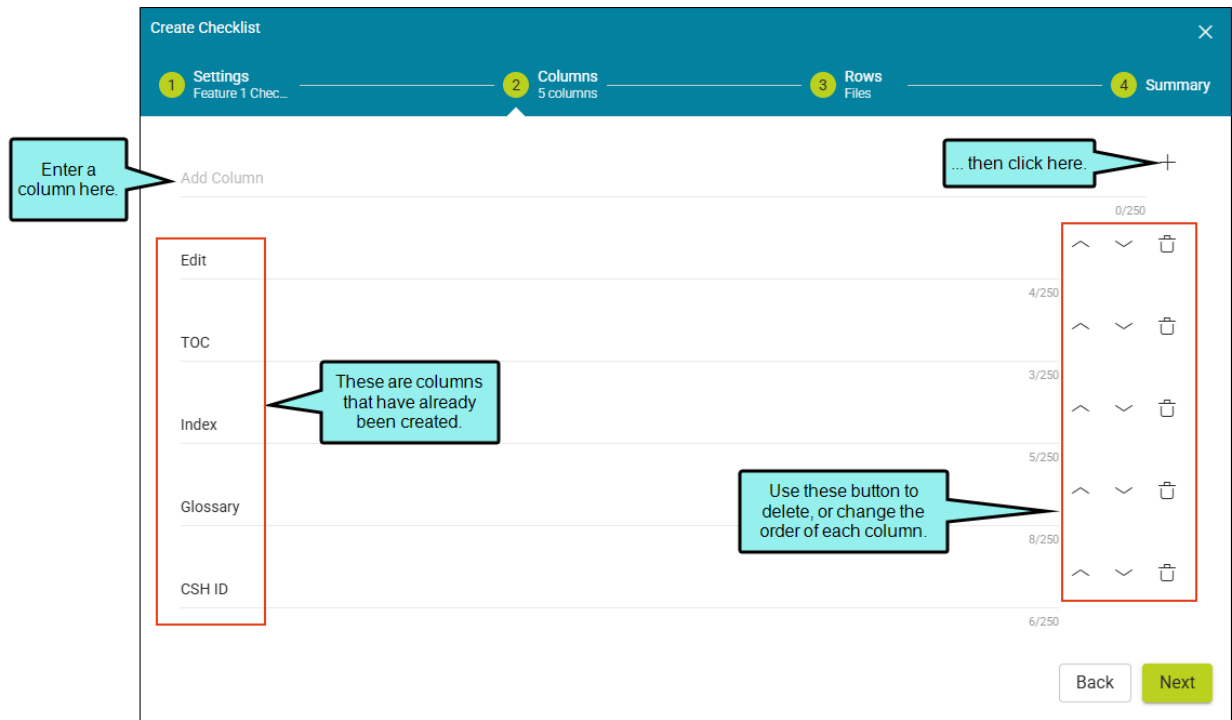 Create Checklist
1 Settings
Feature 1 Chec...
2 Columns
5 columns
3 Rows
Files
4 Summary
Enter a
column here.
Add Column
... then click here.
0/250
Edit
4/250
TOC
3/250
These are columns
that have already
been created.
Index
5/250
Use these button to
delete, or change the
order of each column.
Glossary
8/250
CSH ID
6/250
Back
Next